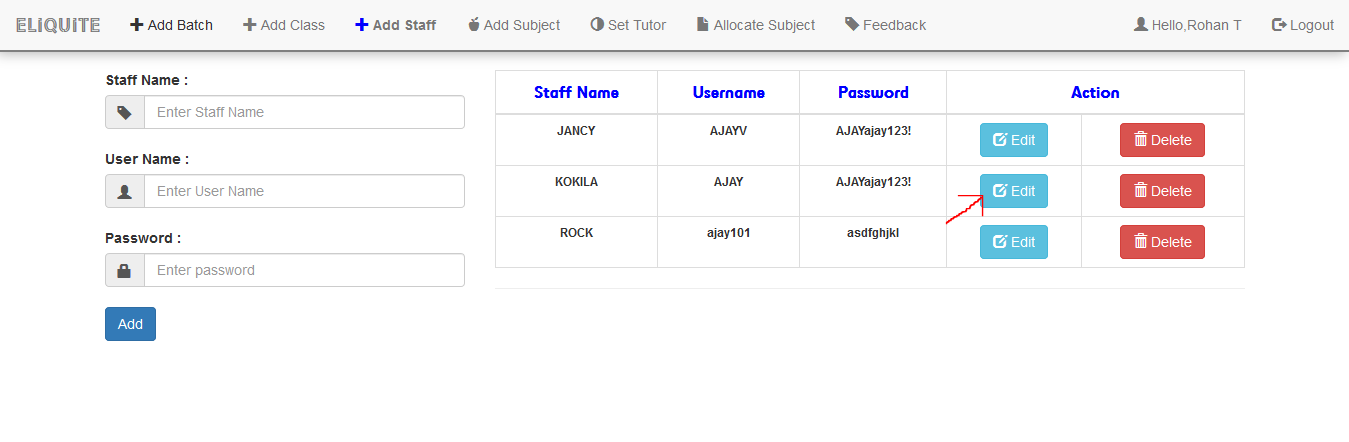 ELiQUiTE Add Batch Add Class Add Staff Add Subject Set Tutor Allocate Subject Feedback Hello,Rohan T Logout
Staff Name :
Enter Staff Name
User Name :
Enter User Name
Password :
Enter password
Add
Staff Name Username Password Action
JANCY AJAYV AJAYajay123! Edit Delete
KOKILA AJAY AJAYajay123! Edit Delete
ROCK ajay101 asdfghjkl Edit Delete